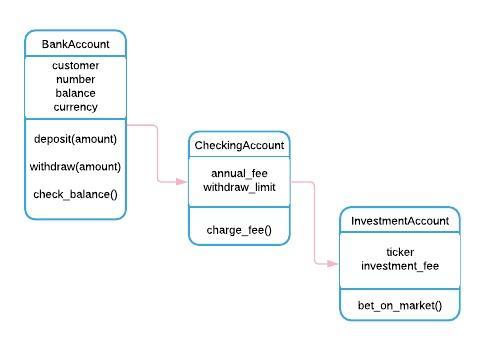 BankAccount
customer
number
balance
currency
deposit(amount)
withdraw(amount)
check_balance()
CheckingAccount
annual_fee
withdraw_limit
charge_fee()
InvestmentAccount
ticker
investment_fee
bet_on_market()